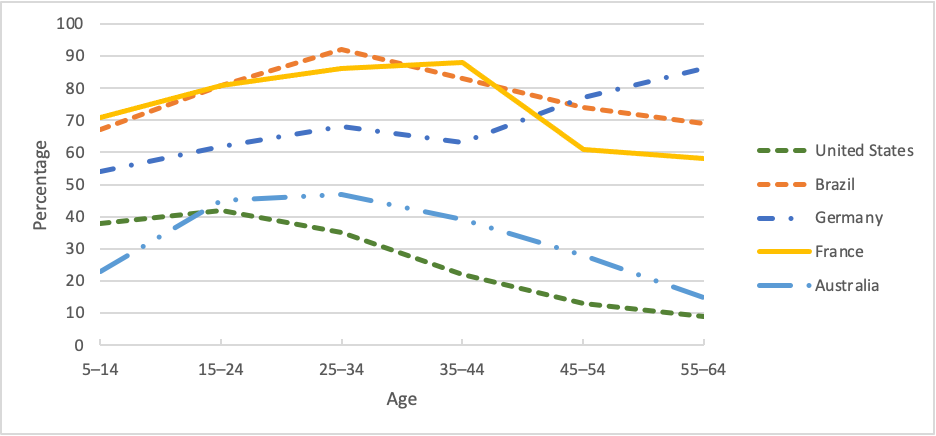 100
90
80
70
60
50
40
30
20
10
0
Percentage
5–14
15–24
25–34
35–44
45–54
55–64
Age
United States
Brazil
Germany
France
Australia